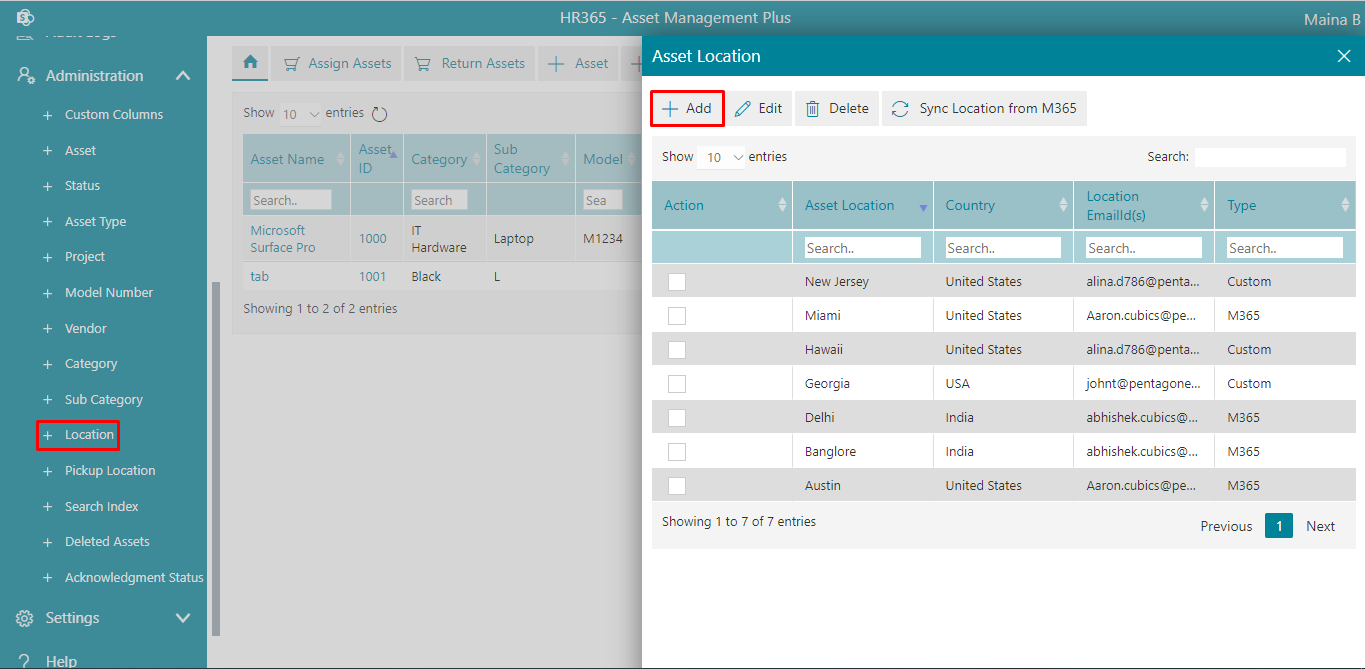 HR365 - Asset Management Plus
Maina B
Administration
Custom Columns
Asset
Status
Asset Type
Project
Model Number
Vendor
Category
Sub Category
Location
Pickup Location
Search Index
Deleted Assets
Acknowledgment Status
Settings
Help
Assign Assets
Return Assets
Asset
Show 10 entries
Asset Name
Asset
ID
Category
Sub
Category
Model
Search..
Search
Sea
Microsoft
Surface Pro
1000
IT
Hardware
Laptop
M1234
tab
1001
Black
L
Showing 1 to 2 of 2 entries
Asset Location
Add
Edit
Delete
Sync Location from M365
Show 10 entries
Search:
Action
Asset Location
Country
Location
EmailId(s)
Type
Search..
Search..
Search..
Search..
New Jersey United States alina.d786@penta... Custom
Miami United States Aaron.cubics@pe... M365
Hawaii United States alina.d786@penta... Custom
Georgia USA johnt@pentagone... Custom
Delhi India abhishek.cubics@... M365
Banglore India abhishek.cubics@... M365
Austin United States Aaron.cubics@pe... M365
Showing 1 to 7 of 7 entries
Previous 1 Next